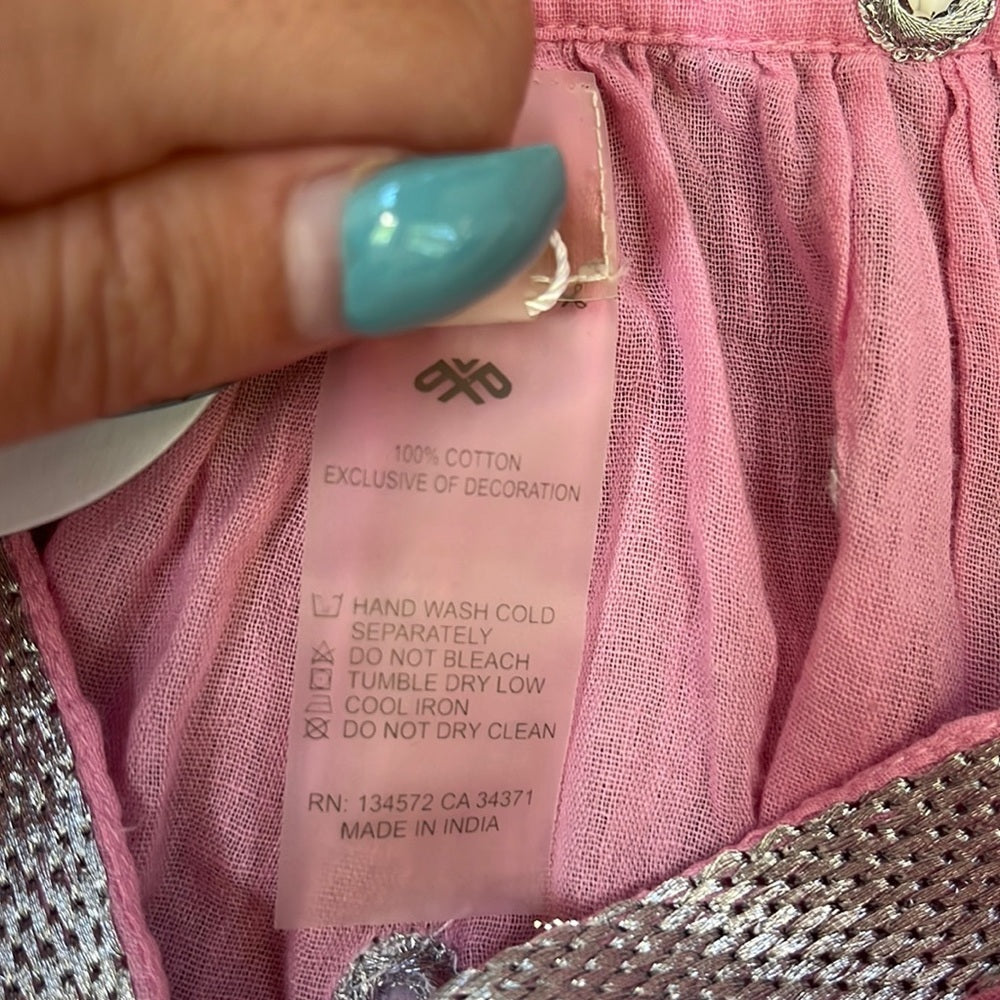 100% COTTON
EXCLUSIVE OF DECORATION
HAND WASH COLD
SEPARATELY
DO NOT BLEACH
TUMBLE DRY LOW
COOL IRON
DO NOT DRY CLEAN
RN: 134572 CA 34371
MADE IN INDIA